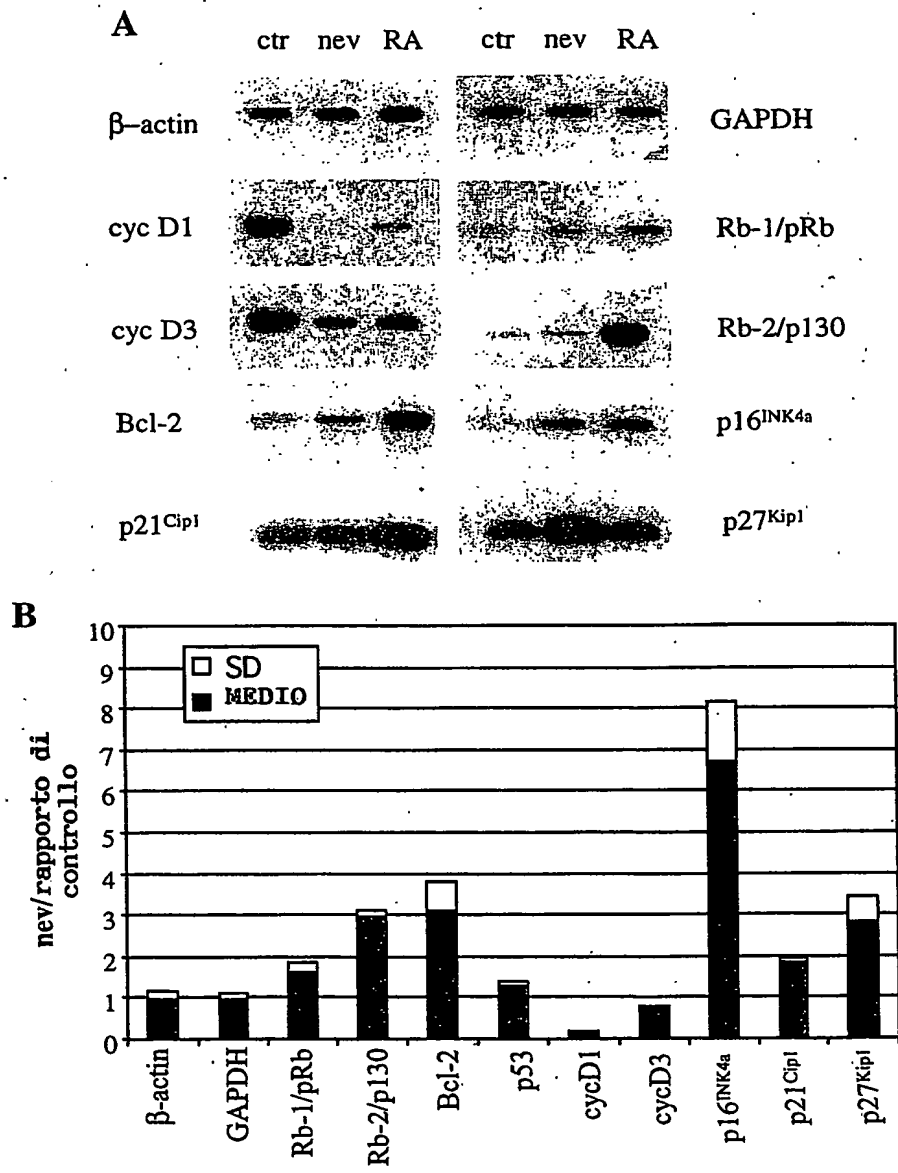 A
ctr nev RA ctr nev RA
β–actin GAPDH
cyc D1 Rb-1/pRb
cyc D3 Rb-2/p130
Bcl-2 p16INK4a
p21Cip1 p27Kip1
B
10
9
8
7
6
5
4
3
2
1
0
nev/rapporto di
controllo
SD
MEDIO
β-actin
GAPDH
Rb-1/pRb
Rb-2/p130
Bcl-2
p53
cycD1
cycD3
p16INK4a
p21Cip1
p27Kip1